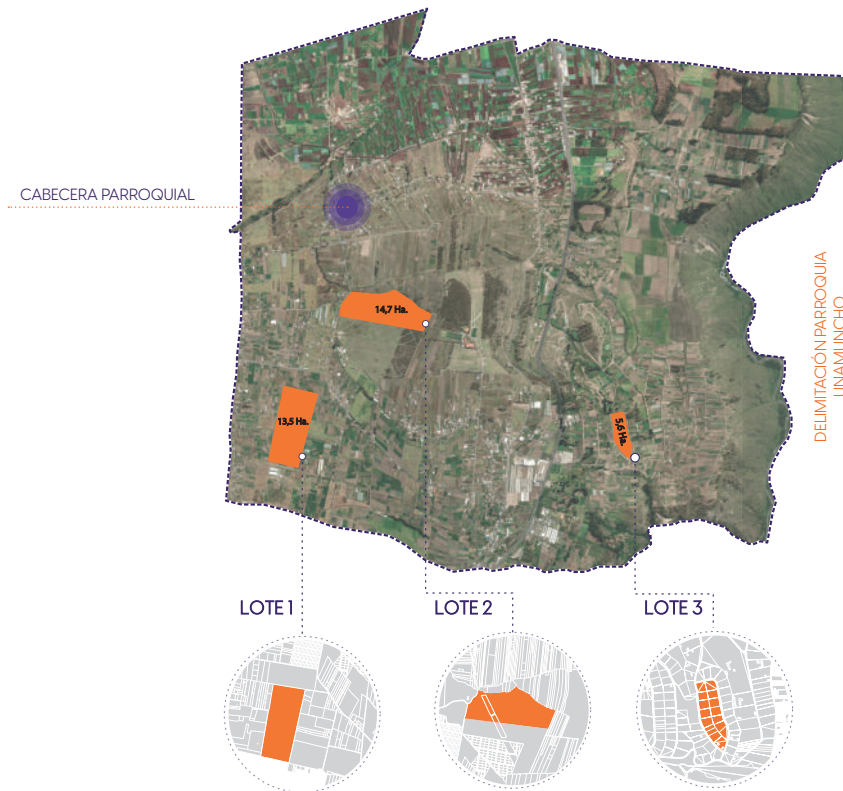 CABECERA PARROQUIAL
14,7 Ha.
13,5 Ha.
5,6 Ha.
DELIMITACIÓN PARROQUIA
UNAMUNCHO
LOTE 1
LOTE 2
LOTE 3